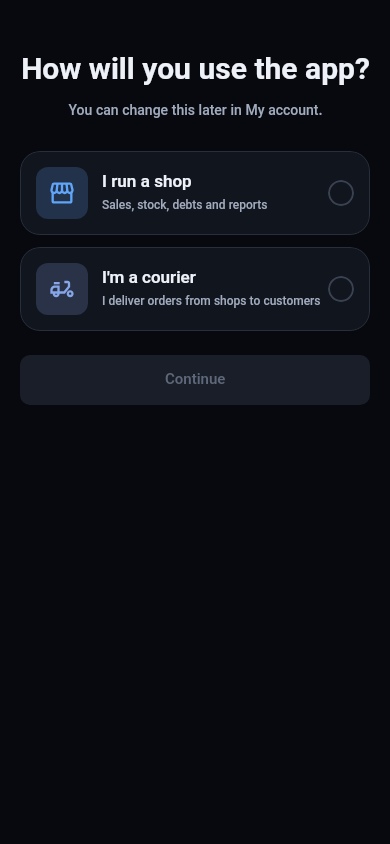 How will you use the app?
You can change this later in My account.
I run a shop
Sales, stock, debts and reports
I'm a courier
I deliver orders from shops to customers
Continue